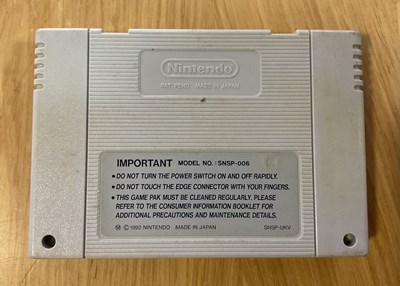 Nintendo
PAT. PEND. MADE IN JAPAN
IMPORTANT MODEL NO. : SNSP-006
• DO NOT TURN THE POWER SWITCH ON AND OFF RAPIDLY.
• DO NOT TOUCH THE EDGE CONNECTOR WITH YOUR FINGERS.
• THIS GAME PAK MUST BE CLEANED REGULARLY. PLEASE
REFER TO THE CONSUMER INFORMATION BOOKLET FOR
ADDITIONAL PRECAUTIONS AND MAINTENANCE DETAILS.
Ⓜ © 1992 NINTENDO MADE IN JAPAN SNSP-UKV